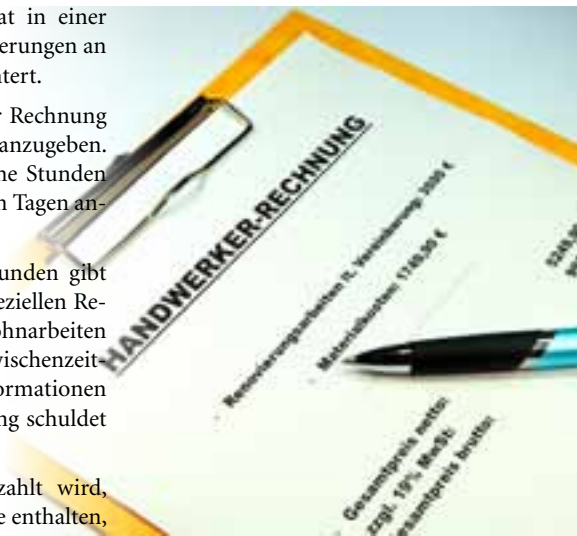 at in einer
erungen an
tert.
r Rechnung
anzugeben.
ne Stunden
n Tagen an-
unden gibt
eziellen Re-
ohnarbeiten
wischenzeit-
ormationen
ng schuldet
zahlt wird,
e enthalten,
HANDWERKER-RECHNUNG
Renovierungsarbeiten lt. Vereinbarung: 3500 €
Materialkosten: 1749,00 €
Gesamtpreis netto:
zzgl. 19% MwSt:
Gesamtpreis brutto: